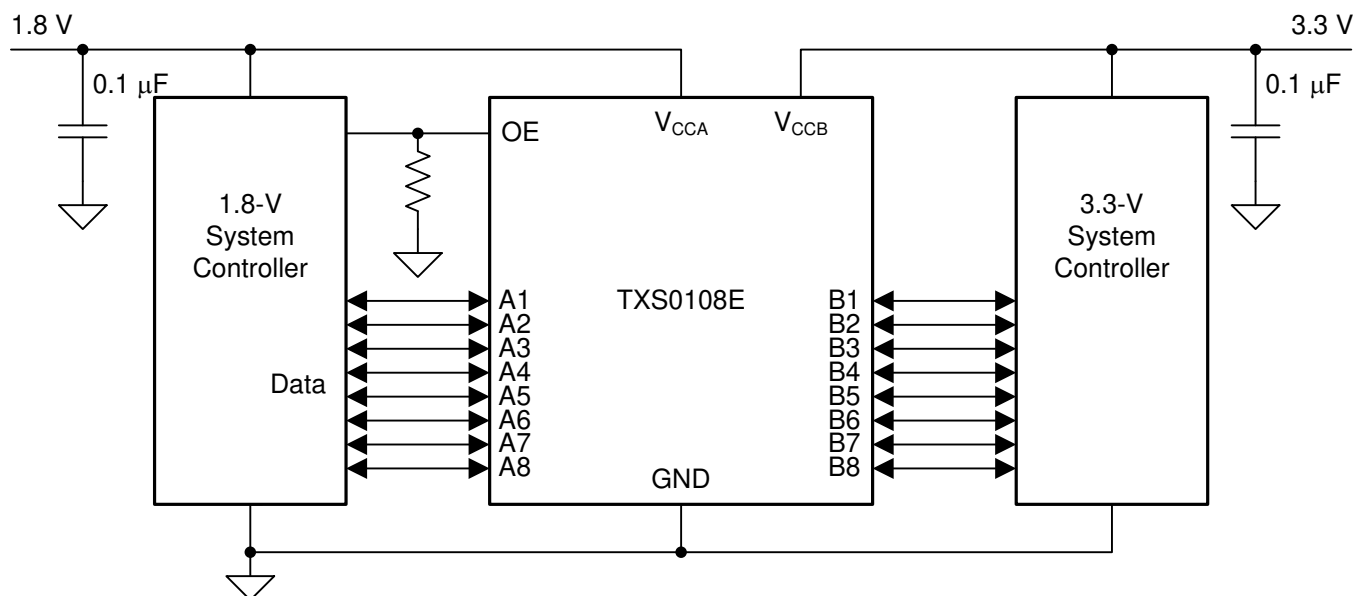 1.8 V
3.3 V
0.1 μF
0.1 μF
OE
VCCA
VCCB
1.8-V
System
Controller
3.3-V
System
Controller
TXS0108E
A1
A2
A3
A4
A5
A6
A7
A8
Data
B1
B2
B3
B4
B5
B6
B7
B8
GND